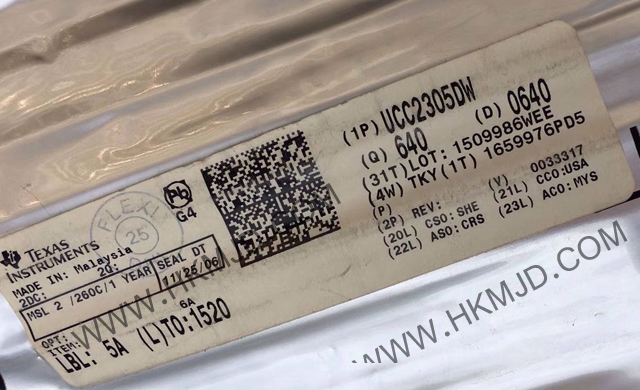 TEXAS
INSTRUMENTS
MADE IN: Malaysia
2DC: 2Q:
MSL 2 /260C/1 YEAR
SEAL DT
11/25/06
OPT:
ITEM: 6A
LBL: 5A (L)TO:1520
FLEXI
25
Pb
G4
(1P) UCC2305DW
(Q) 640 (D) 0640
(31T)LOT: 1509986WEE
(4W) TKY(1T) 1659976PD5
(P)
(2P) REV: (V) 0033317
(20L) CSO:SHE (21L) CCO:USA
(22L) ASO:CRS (23L) ACO:MYS
WWW.HKMJD.COM
WWW.HKMJD.COM